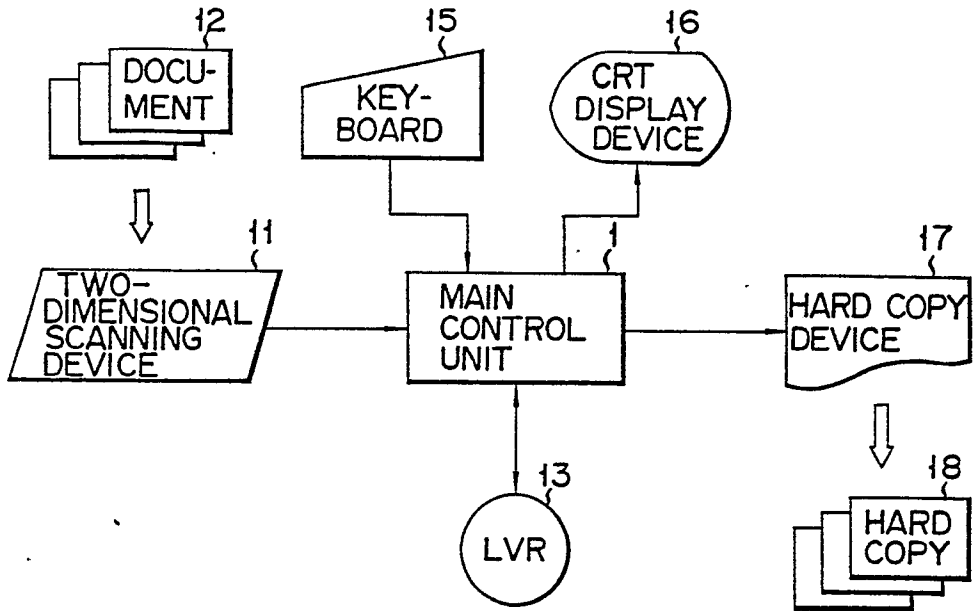 12
DOCU-
MENT
15
KEY-
BOARD
16
CRT
DISPLAY
DEVICE
11
TWO-
DIMENSIONAL
SCANNING
DEVICE
1
MAIN
CONTROL
UNIT
17
HARD COPY
DEVICE
13
LVR
18
HARD
COPY